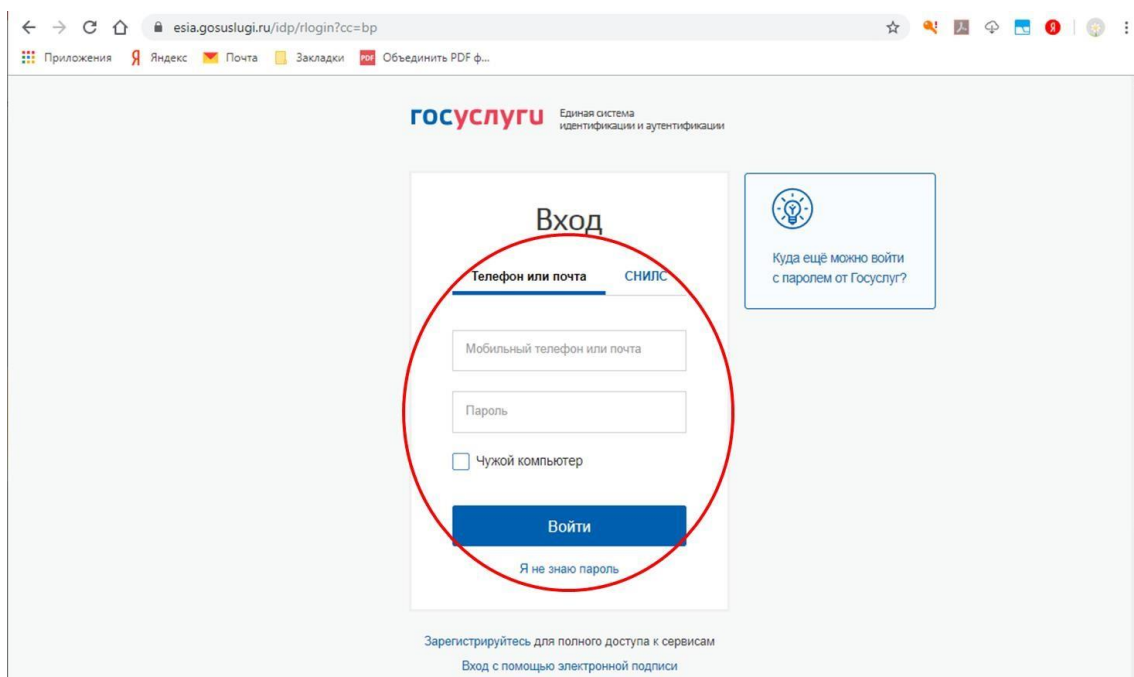 esia.gosuslugi.ru/idp/rlogin?cc=bp
Приложения Я Яндекс Почта Закладки PDF Объединить PDF ф...
госуслуги Единая система
идентификации и аутентификации
Вход
Телефон или почта СНИЛС
Мобильный телефон или почта
Пароль
Чужой компьютер
Войти
Я не знаю пароль
Куда ещё можно войти
с паролем от Госуслуг?
Зарегистрируйтесь для полного доступа к сервисам
Вход с помощью электронной подписи